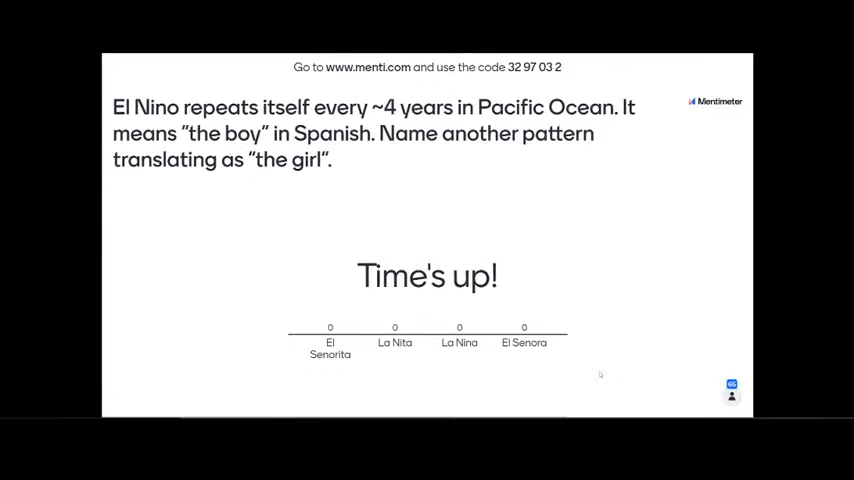 Go to www.menti.com and use the code 32 97 03 2
Mentimeter
El Nino repeats itself every ~4 years in Pacific Ocean. It
means “the boy” in Spanish. Name another pattern
translating as “the girl“.
Time's up!
0 0 0 0
El La Nita La Nina El Senora
Senorita
65